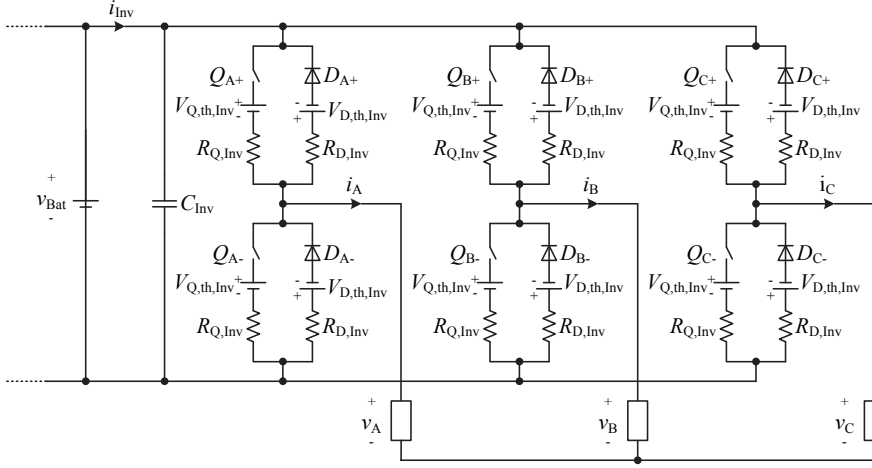 i_Inv
Q_A+ D_A+ Q_B+ D_B+ Q_C+ D_C+
V_Q,th,Inv + - - + V_D,th,Inv V_Q,th,Inv + - - + V_D,th,Inv V_Q,th,Inv + - - + V_D,th,Inv
R_Q,Inv R_D,Inv R_Q,Inv R_D,Inv R_Q,Inv R_D,Inv
i_A i_B i_C
+ v_Bat - C_Inv
Q_A- D_A- Q_B- D_B- Q_C- D_C-
V_Q,th,Inv + - - + V_D,th,Inv V_Q,th,Inv + - - + V_D,th,Inv V_Q,th,Inv + - - + V_D,th,Inv
R_Q,Inv R_D,Inv R_Q,Inv R_D,Inv R_Q,Inv R_D,Inv
+ + +
v_A v_B v_C
- - -